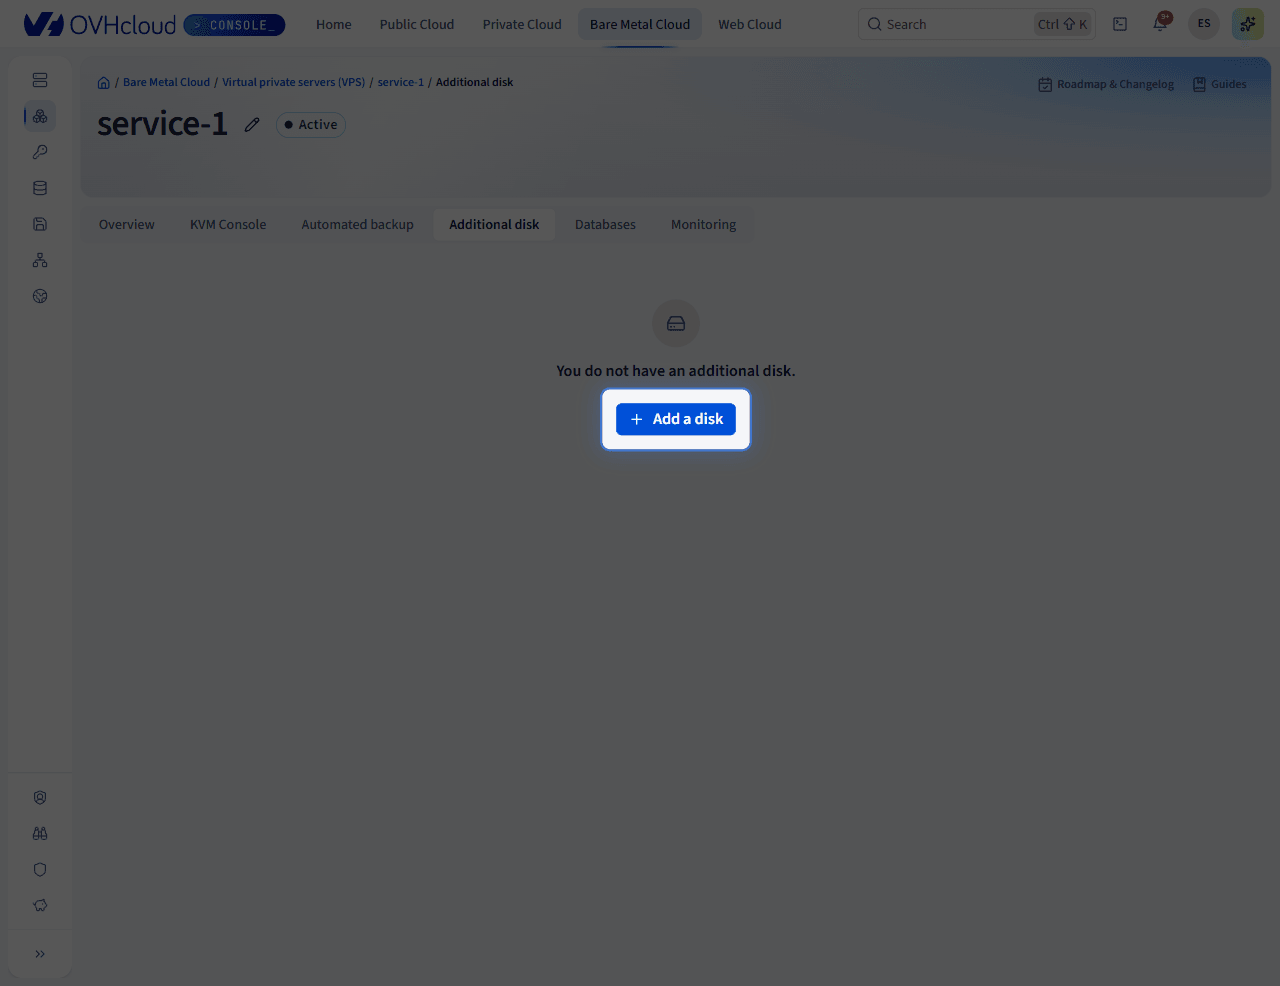 OVHcloud >_ CONSOLE_ Home Public Cloud Private Cloud Bare Metal Cloud Web Cloud Search Ctrl K 9+ ES
/ Bare Metal Cloud / Virtual private servers (VPS) / service-1 / Additional disk Roadmap & Changelog Guides
service-1 Active
Overview KVM Console Automated backup Additional disk Databases Monitoring
You do not have an additional disk.
+ Add a disk